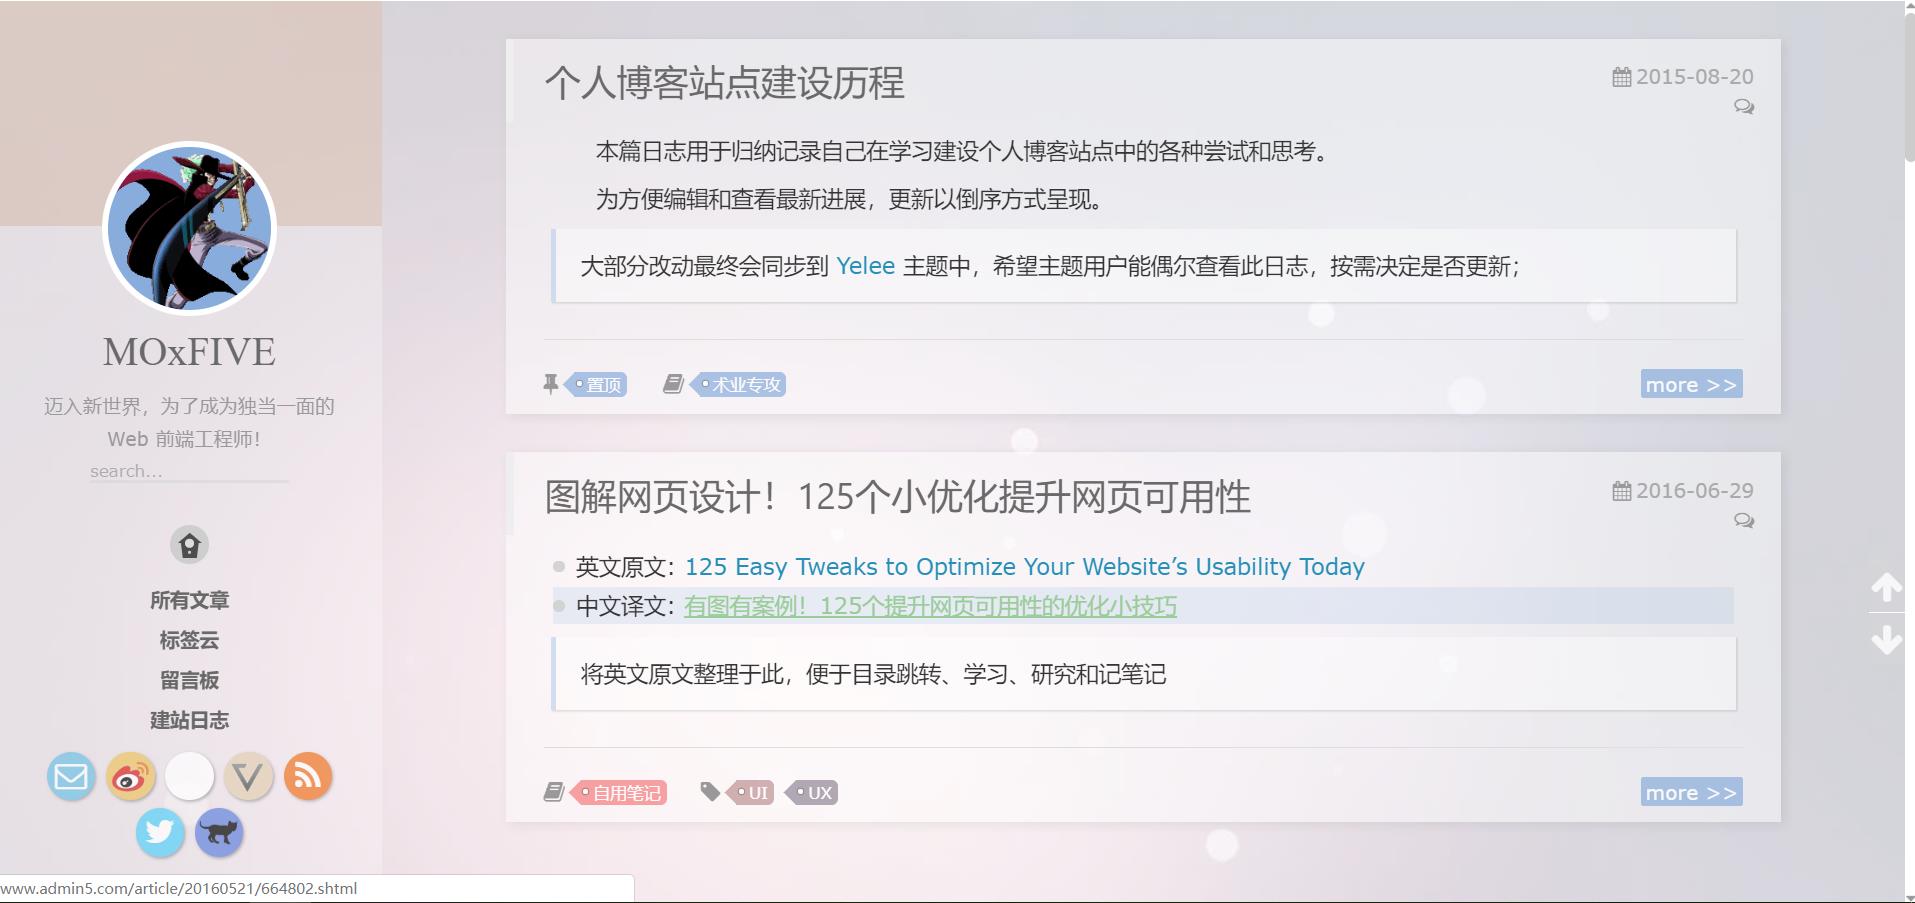 MOxFIVE
迈入新世界，为了成为独当一面的
Web 前端工程师！
search...
所有文章
标签云
留言板
建站日志
个人博客站点建设历程
2015-08-20
本篇日志用于归纳记录自己在学习建设个人博客站点中的各种尝试和思考。
为方便编辑和查看最新进展，更新以倒序方式呈现。
大部分改动最终会同步到 Yelee 主题中，希望主题用户能偶尔查看此日志，按需决定是否更新；
置顶 术业专攻 more >>
图解网页设计！125个小优化提升网页可用性
2016-06-29
英文原文：125 Easy Tweaks to Optimize Your Website’s Usability Today
中文译文：有图有案例！125个提升网页可用性的优化小技巧
将英文原文整理于此，便于目录跳转、学习、研究和记笔记
自用笔记 UI UX more >>
www.admin5.com/article/20160521/664802.shtml